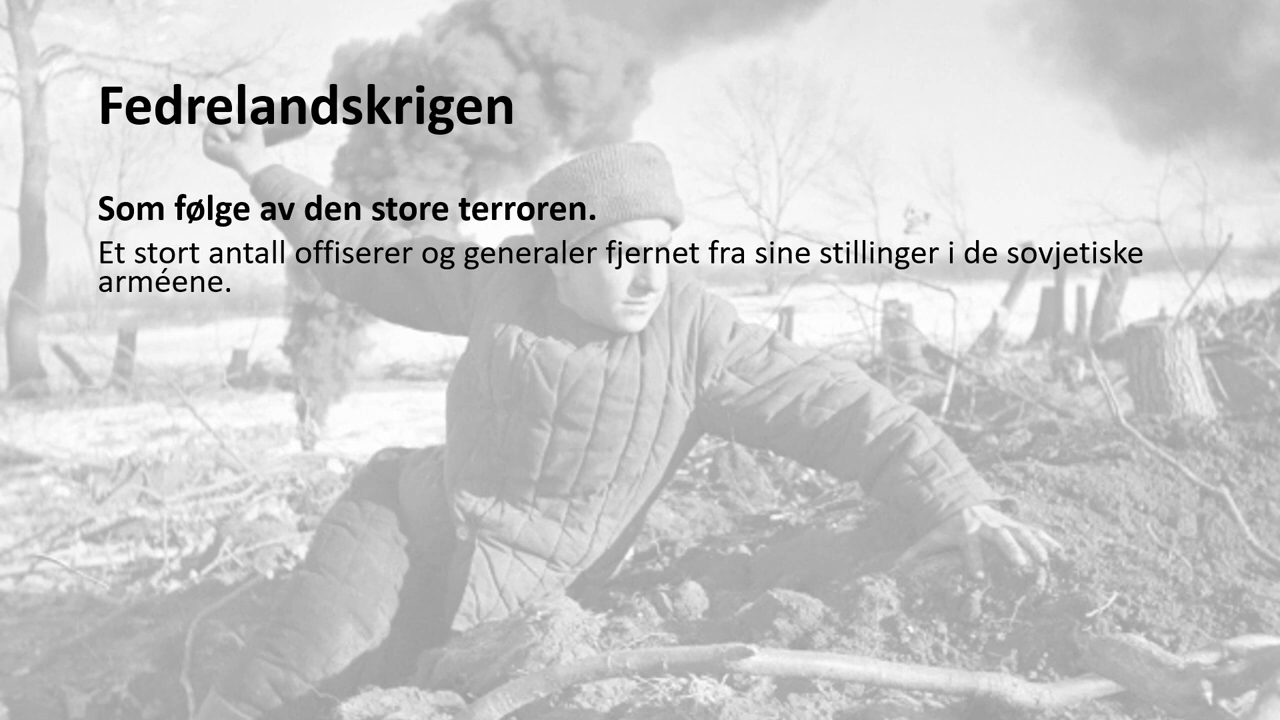 Fedrelandskrigen
Som følge av den store terroren.
Et stort antall offiserer og generaler fjernet fra sine stillinger i de sovjetiske
arméene.